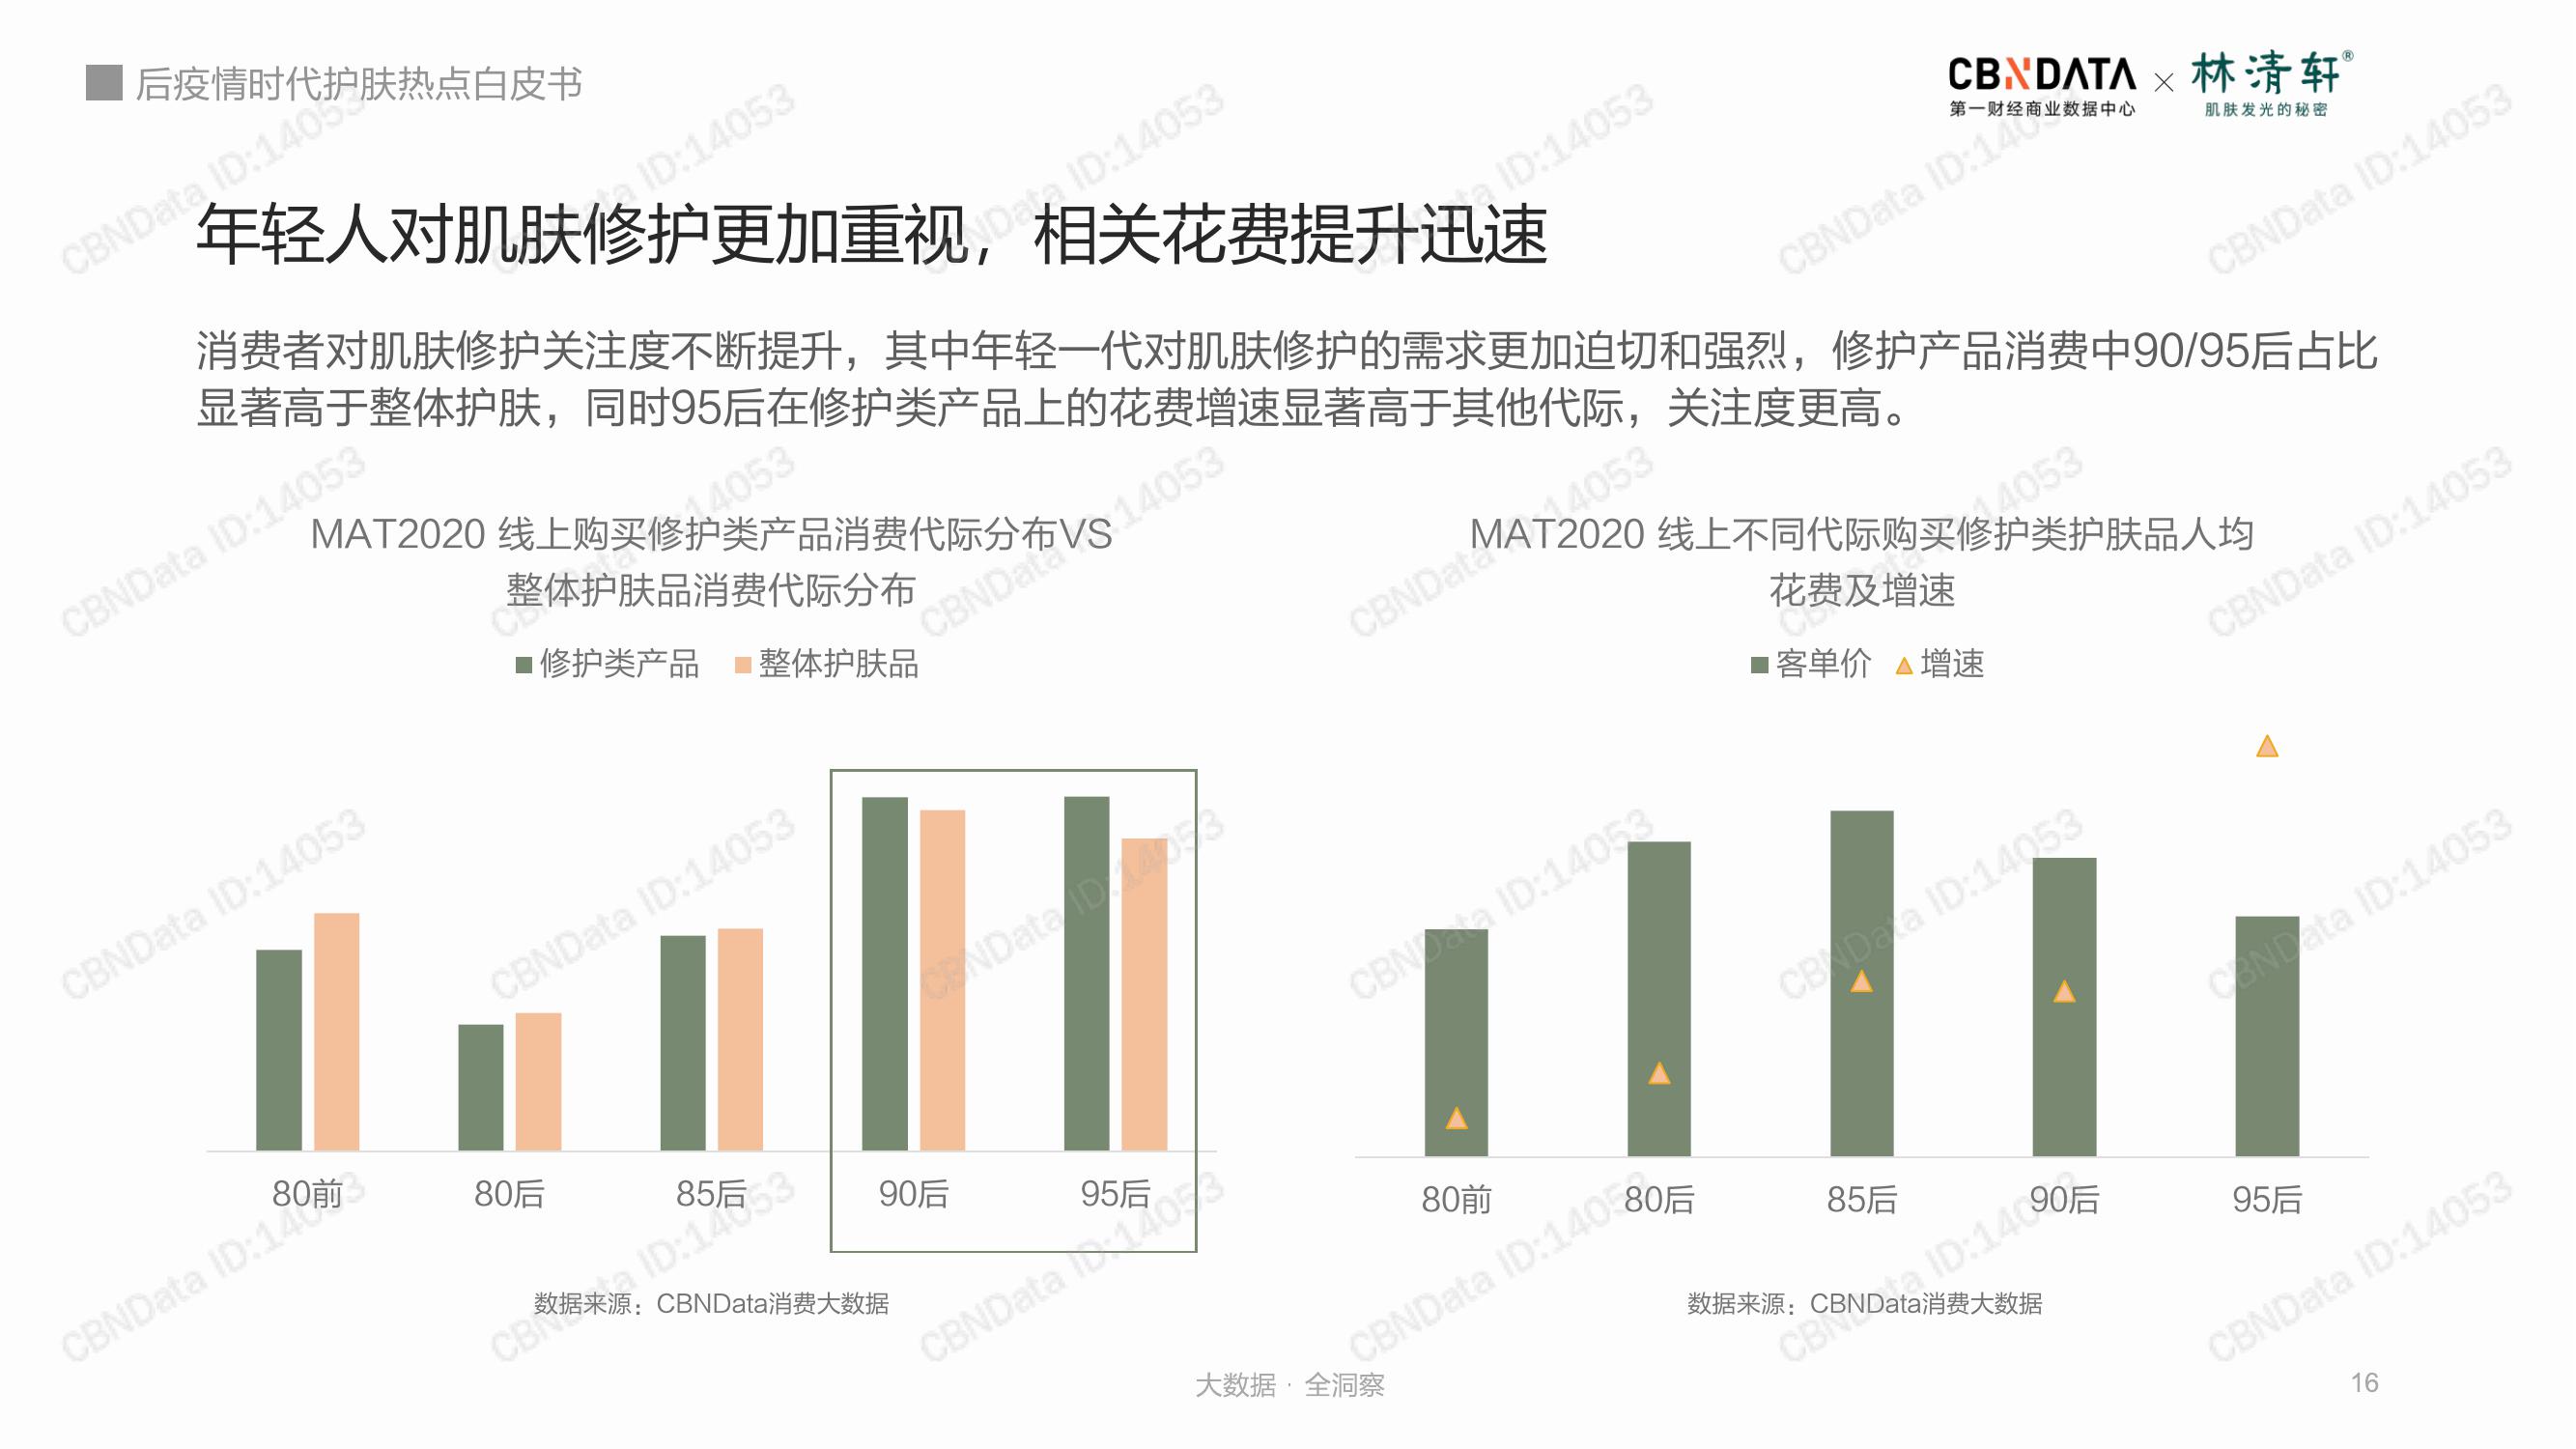 后疫情时代护肤热点白皮书
CBNDATA × 林清轩®
第一财经商业数据中心 肌肤发光的秘密
年轻人对肌肤修护更加重视，相关花费提升迅速
消费者对肌肤修护关注度不断提升，其中年轻一代对肌肤修护的需求更加迫切和强烈，修护产品消费中90/95后占比
显著高于整体护肤，同时95后在修护类产品上的花费增速显著高于其他代际，关注度更高。
MAT2020 线上购买修护类产品消费代际分布VS
整体护肤品消费代际分布
修护类产品 整体护肤品
80前 80后 85后 90后 95后
数据来源：CBNData消费大数据
MAT2020 线上不同代际购买修护类护肤品人均
花费及增速
客单价 增速
80前 80后 85后 90后 95后
数据来源：CBNData消费大数据
大数据 · 全洞察
16
CBNData ID:14053